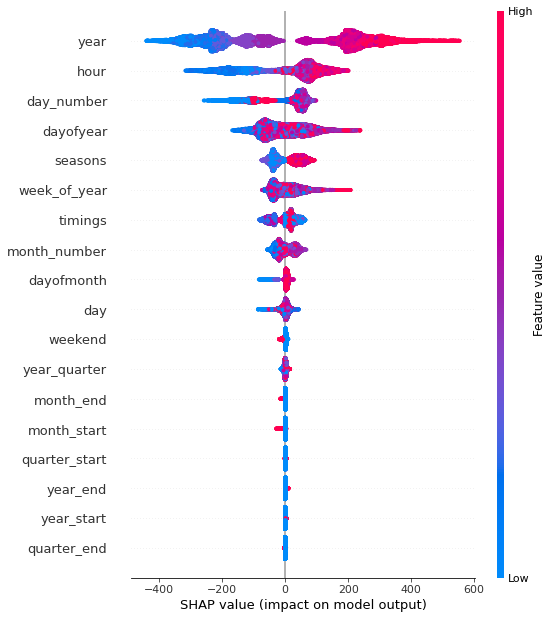 High
year
hour
day_number
dayofyear
seasons
week_of_year
timings
month_number
dayofmonth
day
weekend
year_quarter
month_end
month_start
quarter_start
year_end
year_start
quarter_end
Feature value
Low
−400 −200 0 200 400 600
SHAP value (impact on model output)